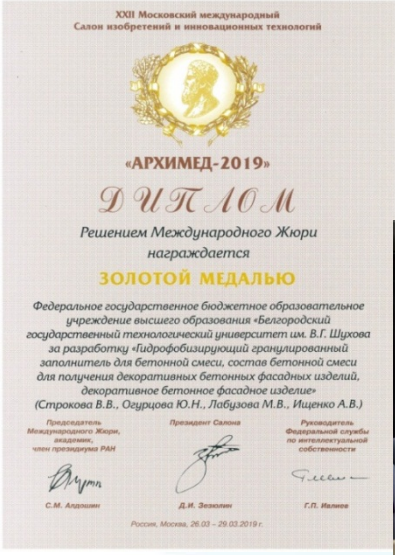 XXII Московский международный
Салон изобретений и инновационных технологий
«АРХИМЕД-2019»
ДИПЛОМ
Решением Международного Жюри
награждается
ЗОЛОТОЙ МЕДАЛЬЮ
Федеральное государственное бюджетное образовательное
учреждение высшего образования «Белгородский
государственный технологический университет им. В.Г. Шухова
за разработку «Гидрофобизирующий гранулированный
заполнитель для бетонной смеси, состав бетонной смеси
для получения декоративных бетонных фасадных изделий,
декоративное бетонное фасадное изделие»
(Строкова В.В., Огурцова Ю.Н., Лабузова М.В., Ищенко А.В.)
Председатель
Международного Жюри,
академик,
член президиума РАН
С.М. Алдошин
Президент Салона
Д.И. Зезюлин
Руководитель
Федеральной службы
по интеллектуальной
собственности
Г.П. Ивлиев
Россия, Москва, 26.03 – 29.03.2019 г.